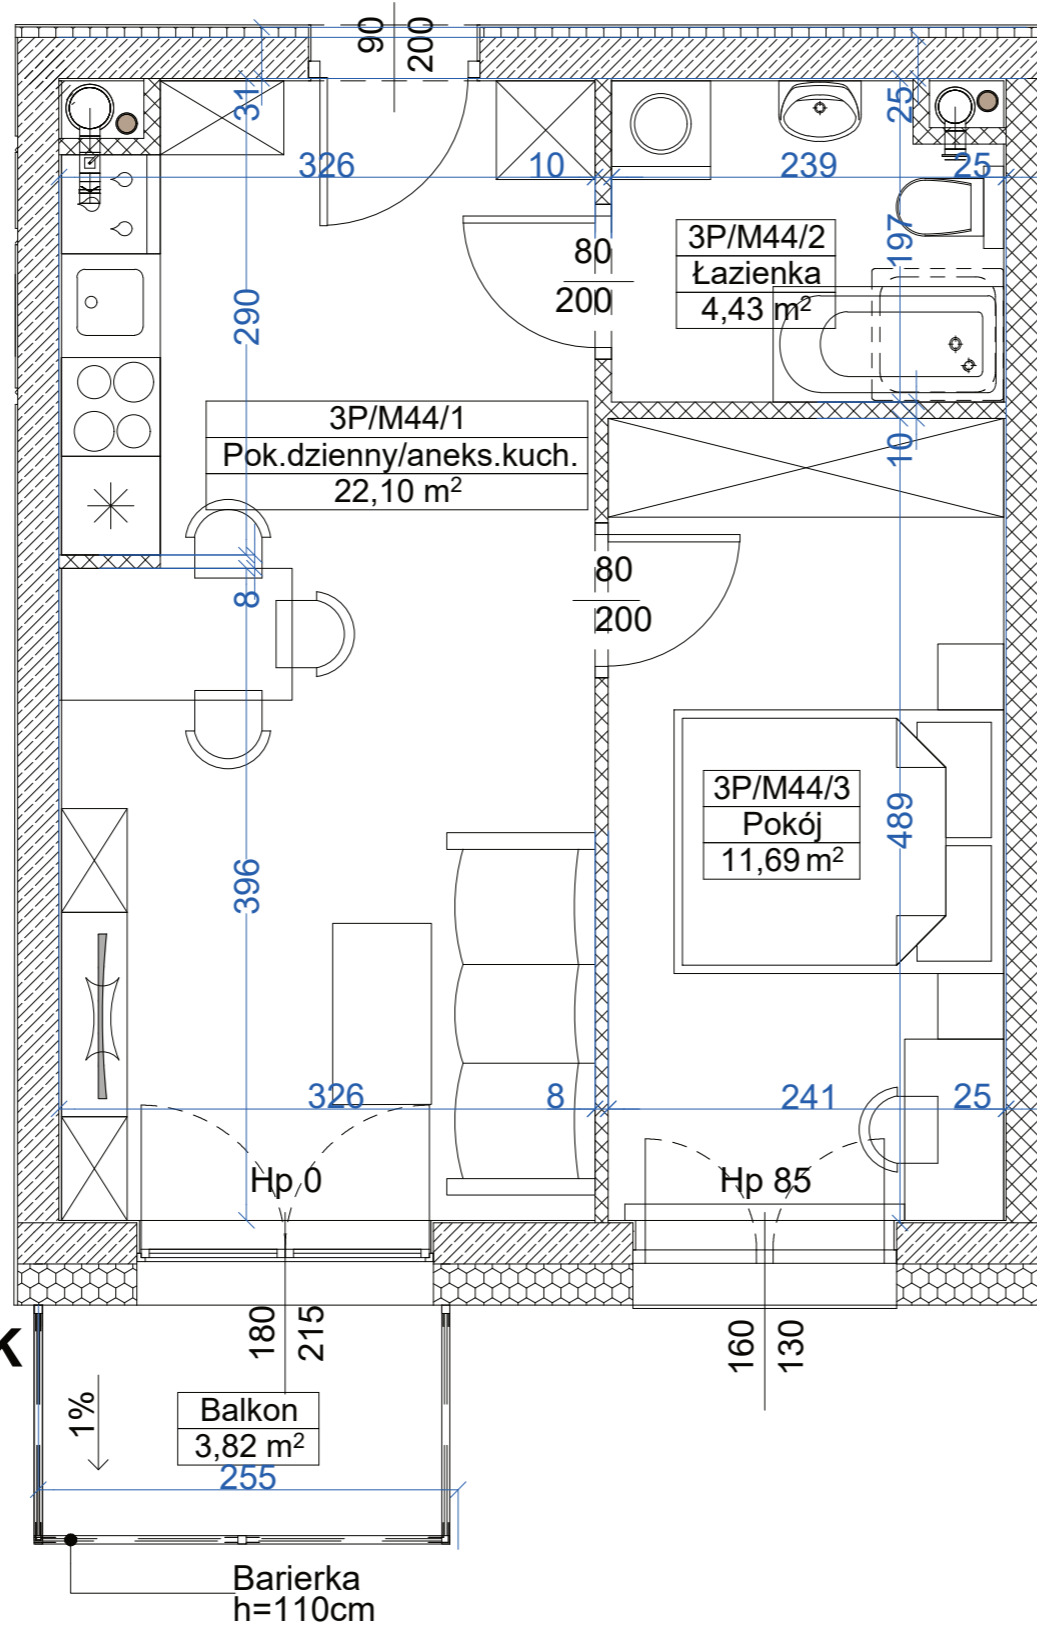 90
200
31
25
326
10
239
25
80
200
3P/M44/2
Łazienka
4,43 m²
197
290
3P/M44/1
Pok.dzienny/aneks.kuch.
22,10 m²
10
80
200
8
3P/M44/3
Pokój
11,69 m²
489
396
326
8
241
25
Hp 0
Hp 85
180
215
160
130
K
1%
Balkon
3,82 m²
255
Barierka
h=110cm